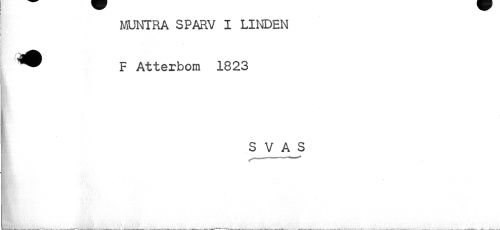 MUNTRA SPARV I LINDEN
F Atterbom 1823
S V A S